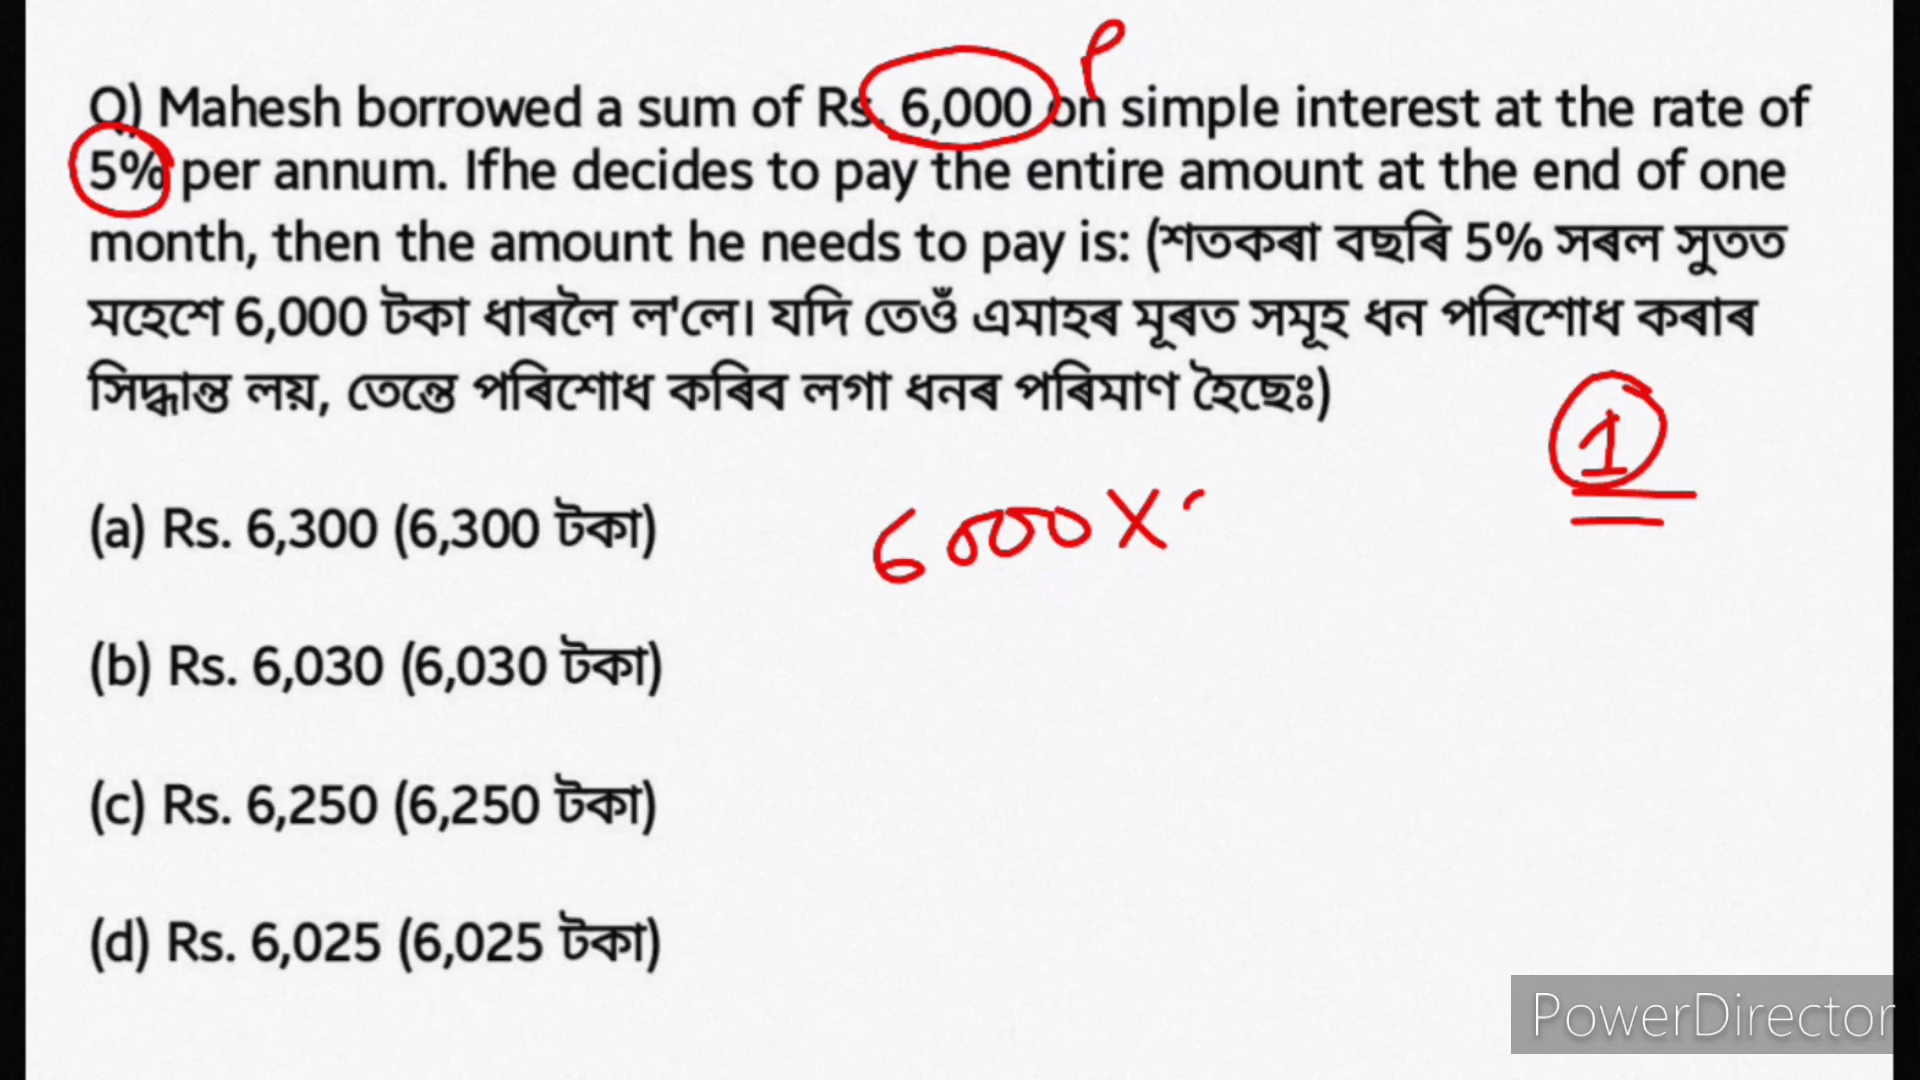 Q) Mahesh borrowed a sum of Rs. 6,000 on simple interest at the rate of
5% per annum. Ifhe decides to pay the entire amount at the end of one
month, then the amount he needs to pay is: (শতকৰা বছৰি 5% সৰল সুতত
মহেশে 6,000 টকা ধাৰলৈ ল'লে। যদি তেওঁ এমাহৰ মূৰত সমূহ ধন পৰিশোধ কৰাৰ
সিদ্ধান্ত লয়, তেন্তে পৰিশোধ কৰিব লগা ধনৰ পৰিমাণ হৈছেঃ)
P
1
(a) Rs. 6,300 (6,300 টকা)
6000 X
(b) Rs. 6,030 (6,030 টকা)
(c) Rs. 6,250 (6,250 টকা)
(d) Rs. 6,025 (6,025 টকা)
PowerDirector